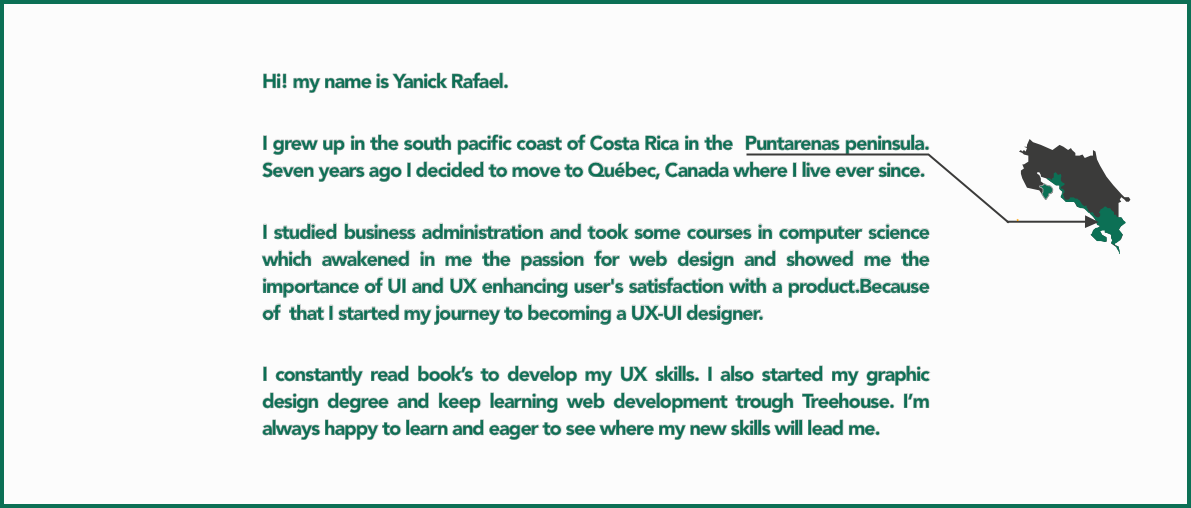 Hi! my name is Yanick Rafael.
I grew up in the south pacific coast of Costa Rica in the Puntarenas peninsula.
Seven years ago I decided to move to Québec, Canada where I live ever since.
I studied business administration and took some courses in computer science
which awakened in me the passion for web design and showed me the
importance of UI and UX enhancing user's satisfaction with a product.Because
of that I started my journey to becoming a UX-UI designer.
I constantly read book’s to develop my UX skills. I also started my graphic
design degree and keep learning web development trough Treehouse. I’m
always happy to learn and eager to see where my new skills will lead me.